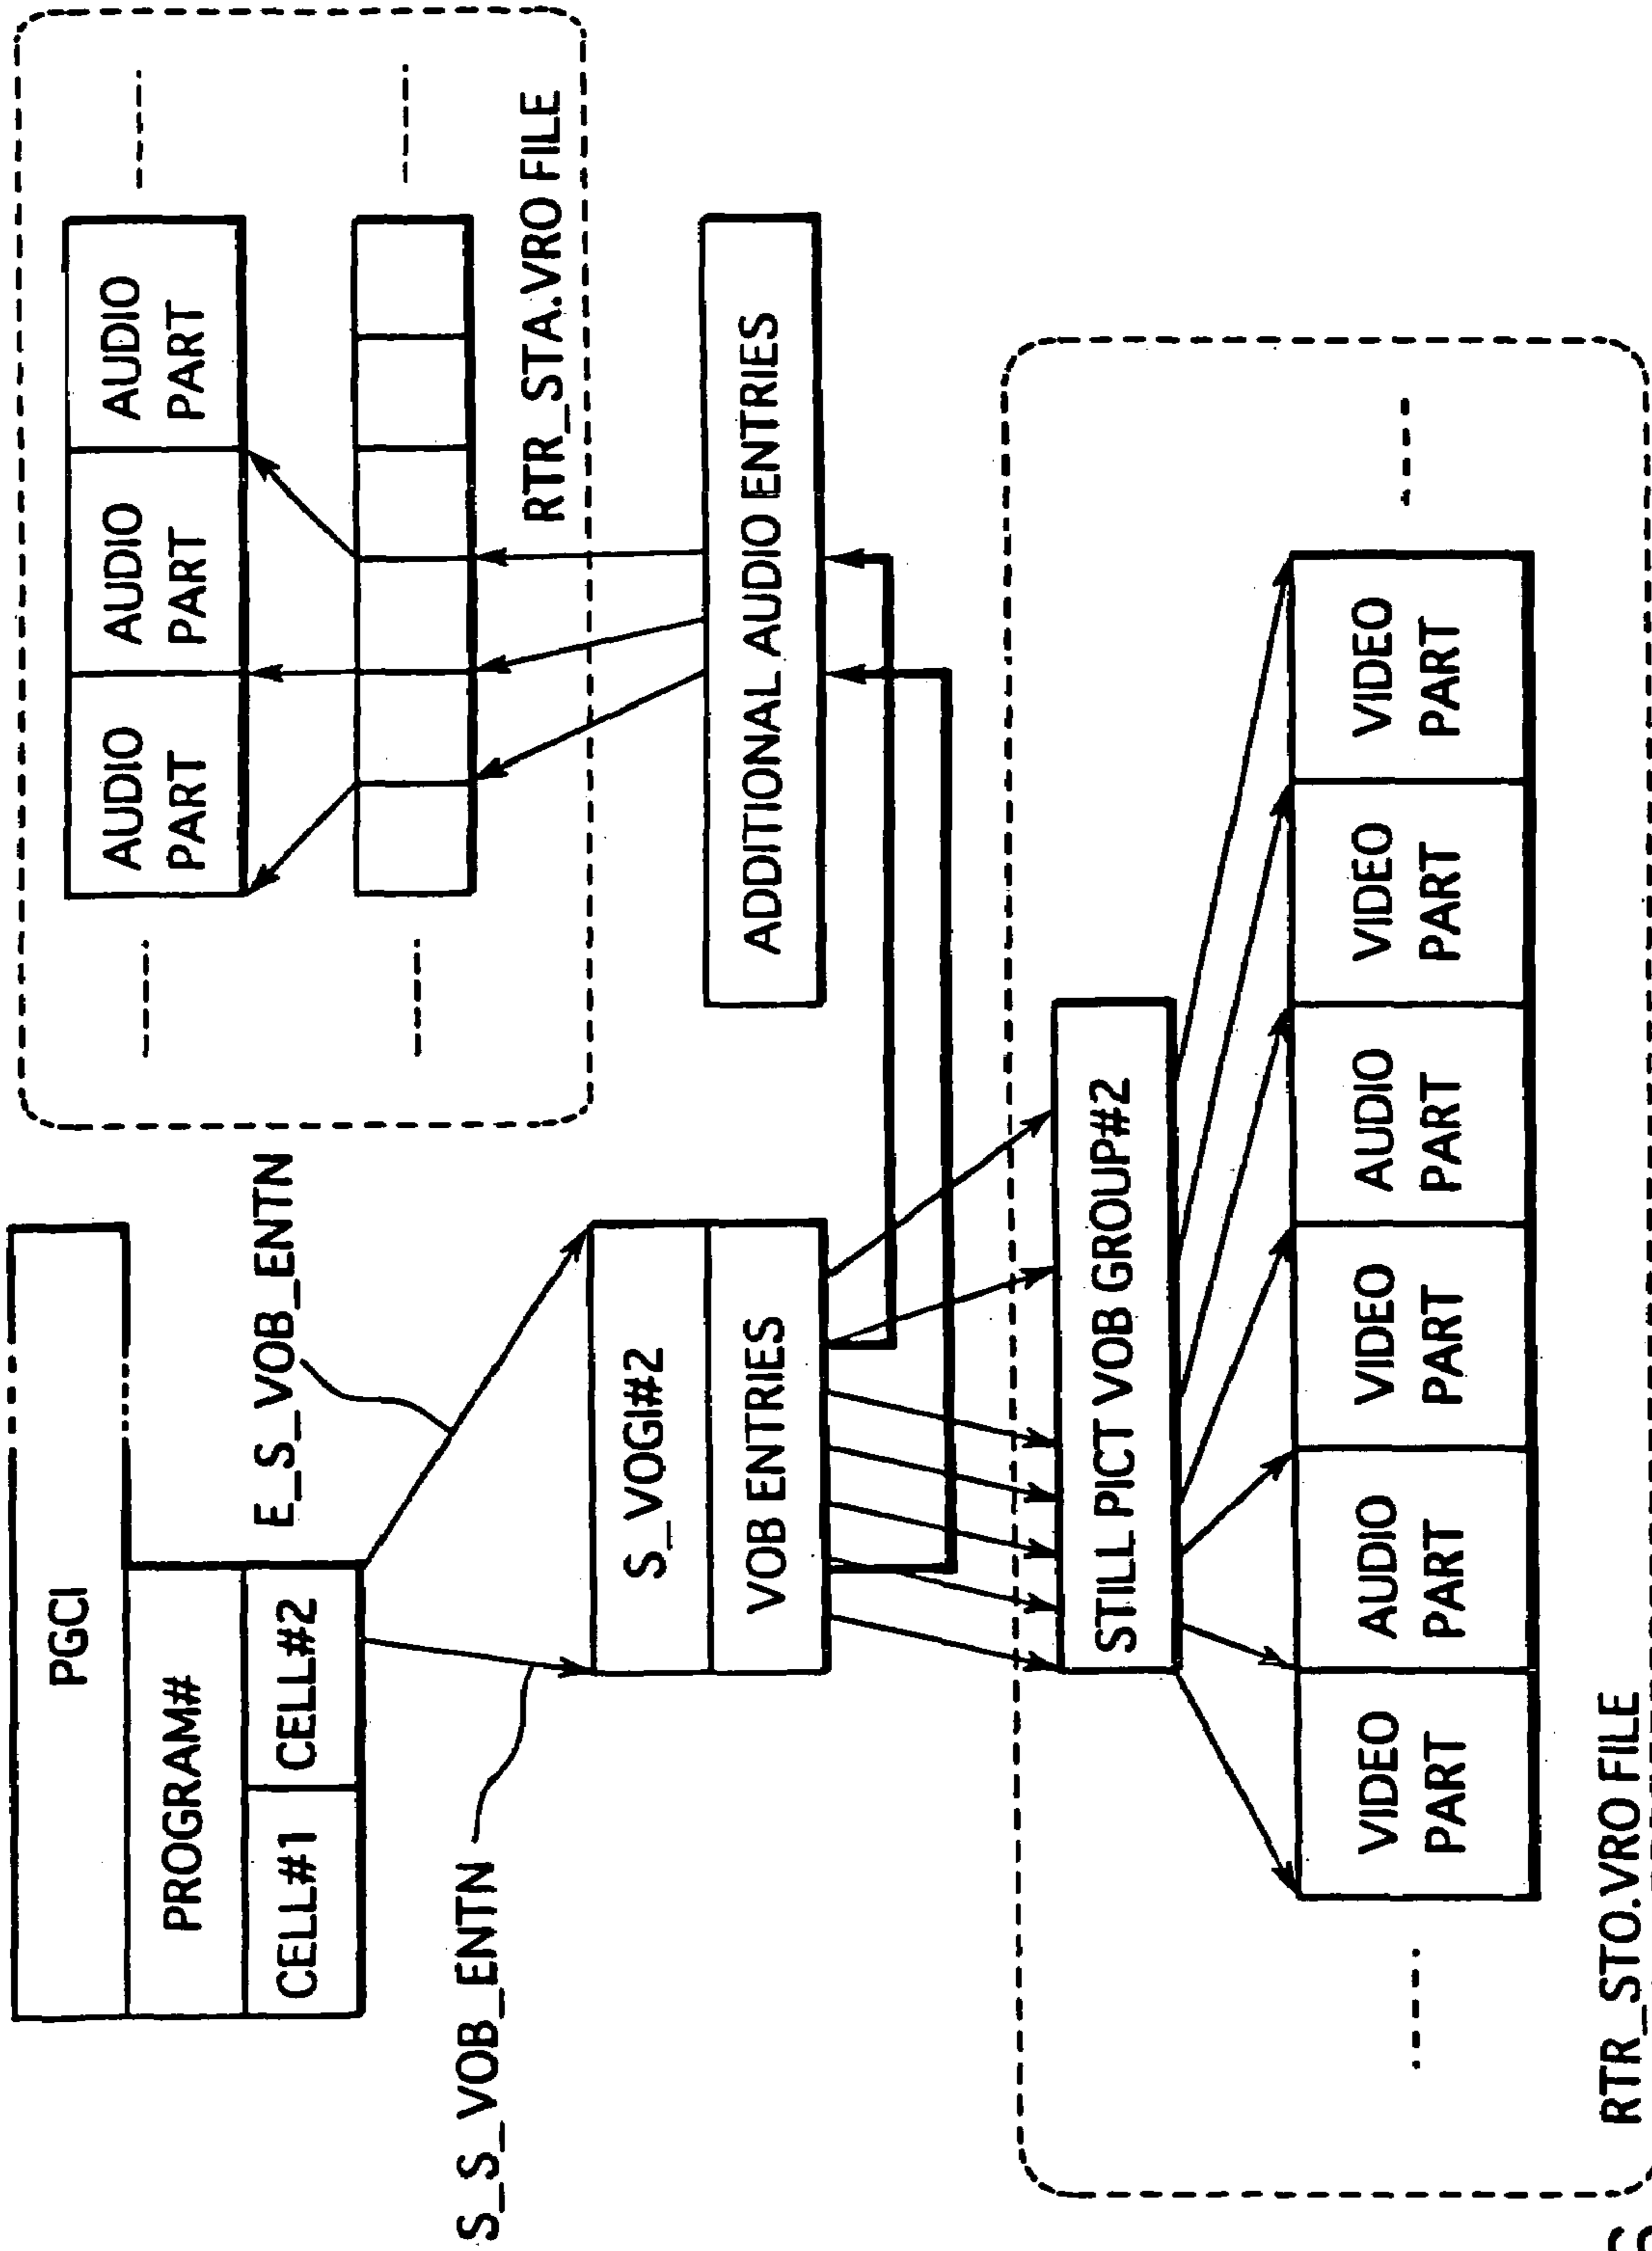 PGCI
PROGRAM#
CELL#1
CELL#2
E_S_VOB_ENTN
S_S_VOB_ENTN
S_VOGI#2
VOB ENTRIES
AUDIO
PART
AUDIO
PART
AUDIO
PART
RTR_STA.VRO FILE
ADDITIONAL AUDIO ENTRIES
STILL PICT VOB GROUP#2
VIDEO
PART
AUDIO
PART
VIDEO
PART
AUDIO
PART
VIDEO
PART
VIDEO
PART
RTR_STO.VRO FILE